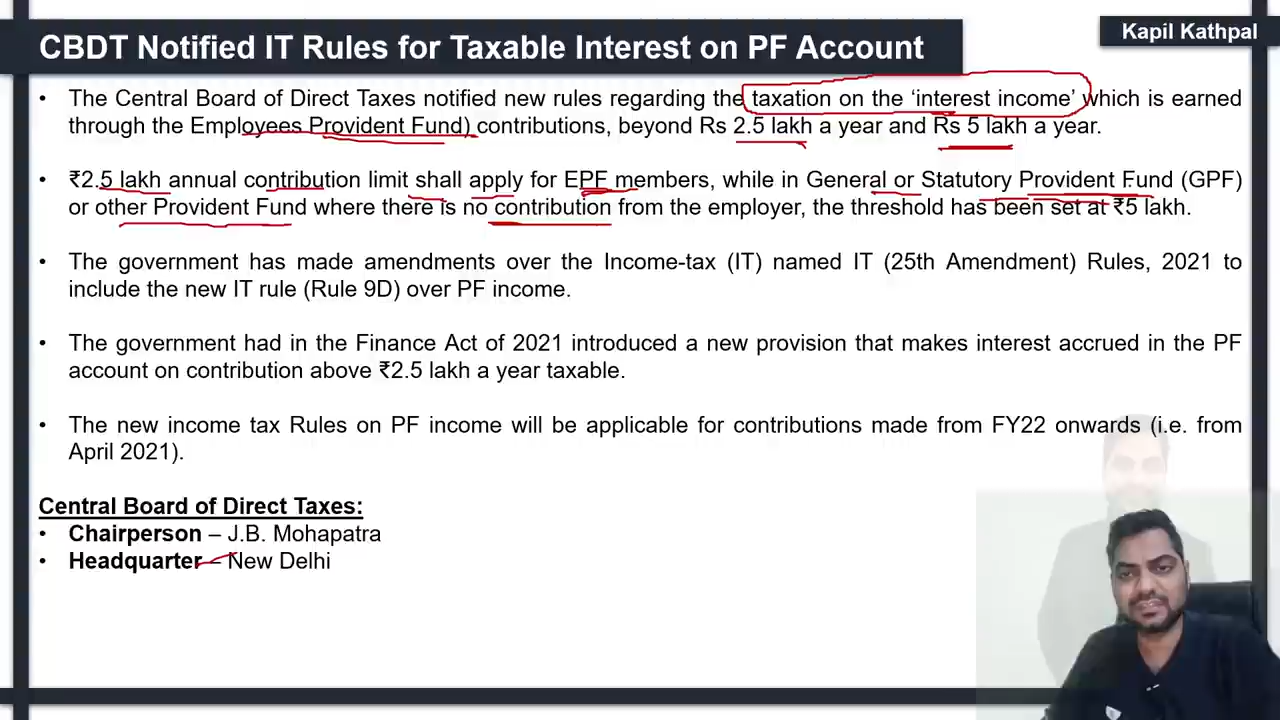 CBDT Notified IT Rules for Taxable Interest on PF Account
Kapil Kathpal
• The Central Board of Direct Taxes notified new rules regarding the taxation on the ‘interest income’ which is earned
through the Employees Provident Fund) contributions, beyond Rs 2.5 lakh a year and Rs 5 lakh a year.
• ₹2.5 lakh annual contribution limit shall apply for EPF members, while in General or Statutory Provident Fund (GPF)
or other Provident Fund where there is no contribution from the employer, the threshold has been set at ₹5 lakh.
• The government has made amendments over the Income-tax (IT) named IT (25th Amendment) Rules, 2021 to
include the new IT rule (Rule 9D) over PF income.
• The government had in the Finance Act of 2021 introduced a new provision that makes interest accrued in the PF
account on contribution above ₹2.5 lakh a year taxable.
• The new income tax Rules on PF income will be applicable for contributions made from FY22 onwards (i.e. from
April 2021).
Central Board of Direct Taxes:
• Chairperson – J.B. Mohapatra
• Headquarter – New Delhi